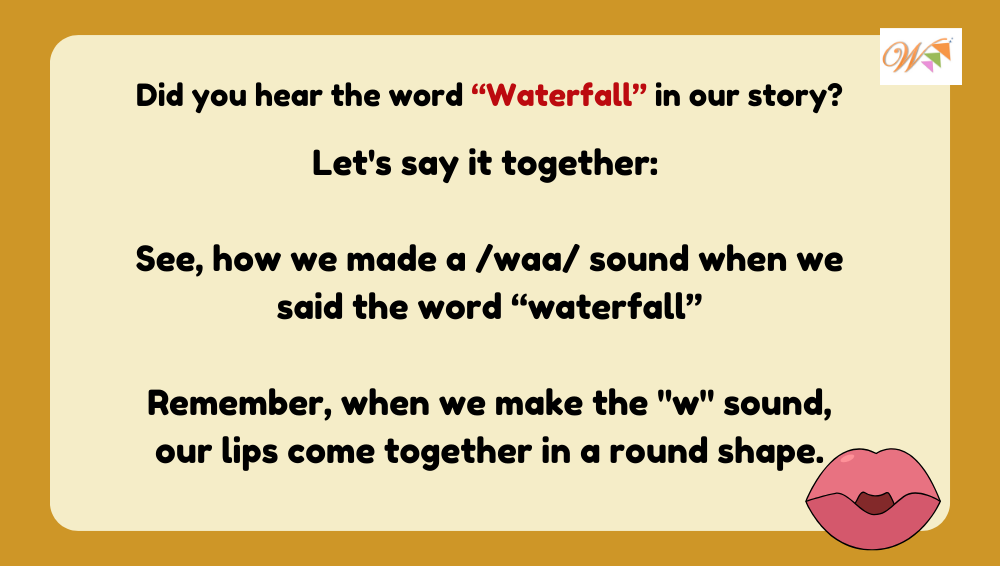 Did you hear the word “Waterfall” in our story?
Let's say it together:
See, how we made a /waa/ sound when we
said the word “waterfall”
Remember, when we make the "w" sound,
our lips come together in a round shape.